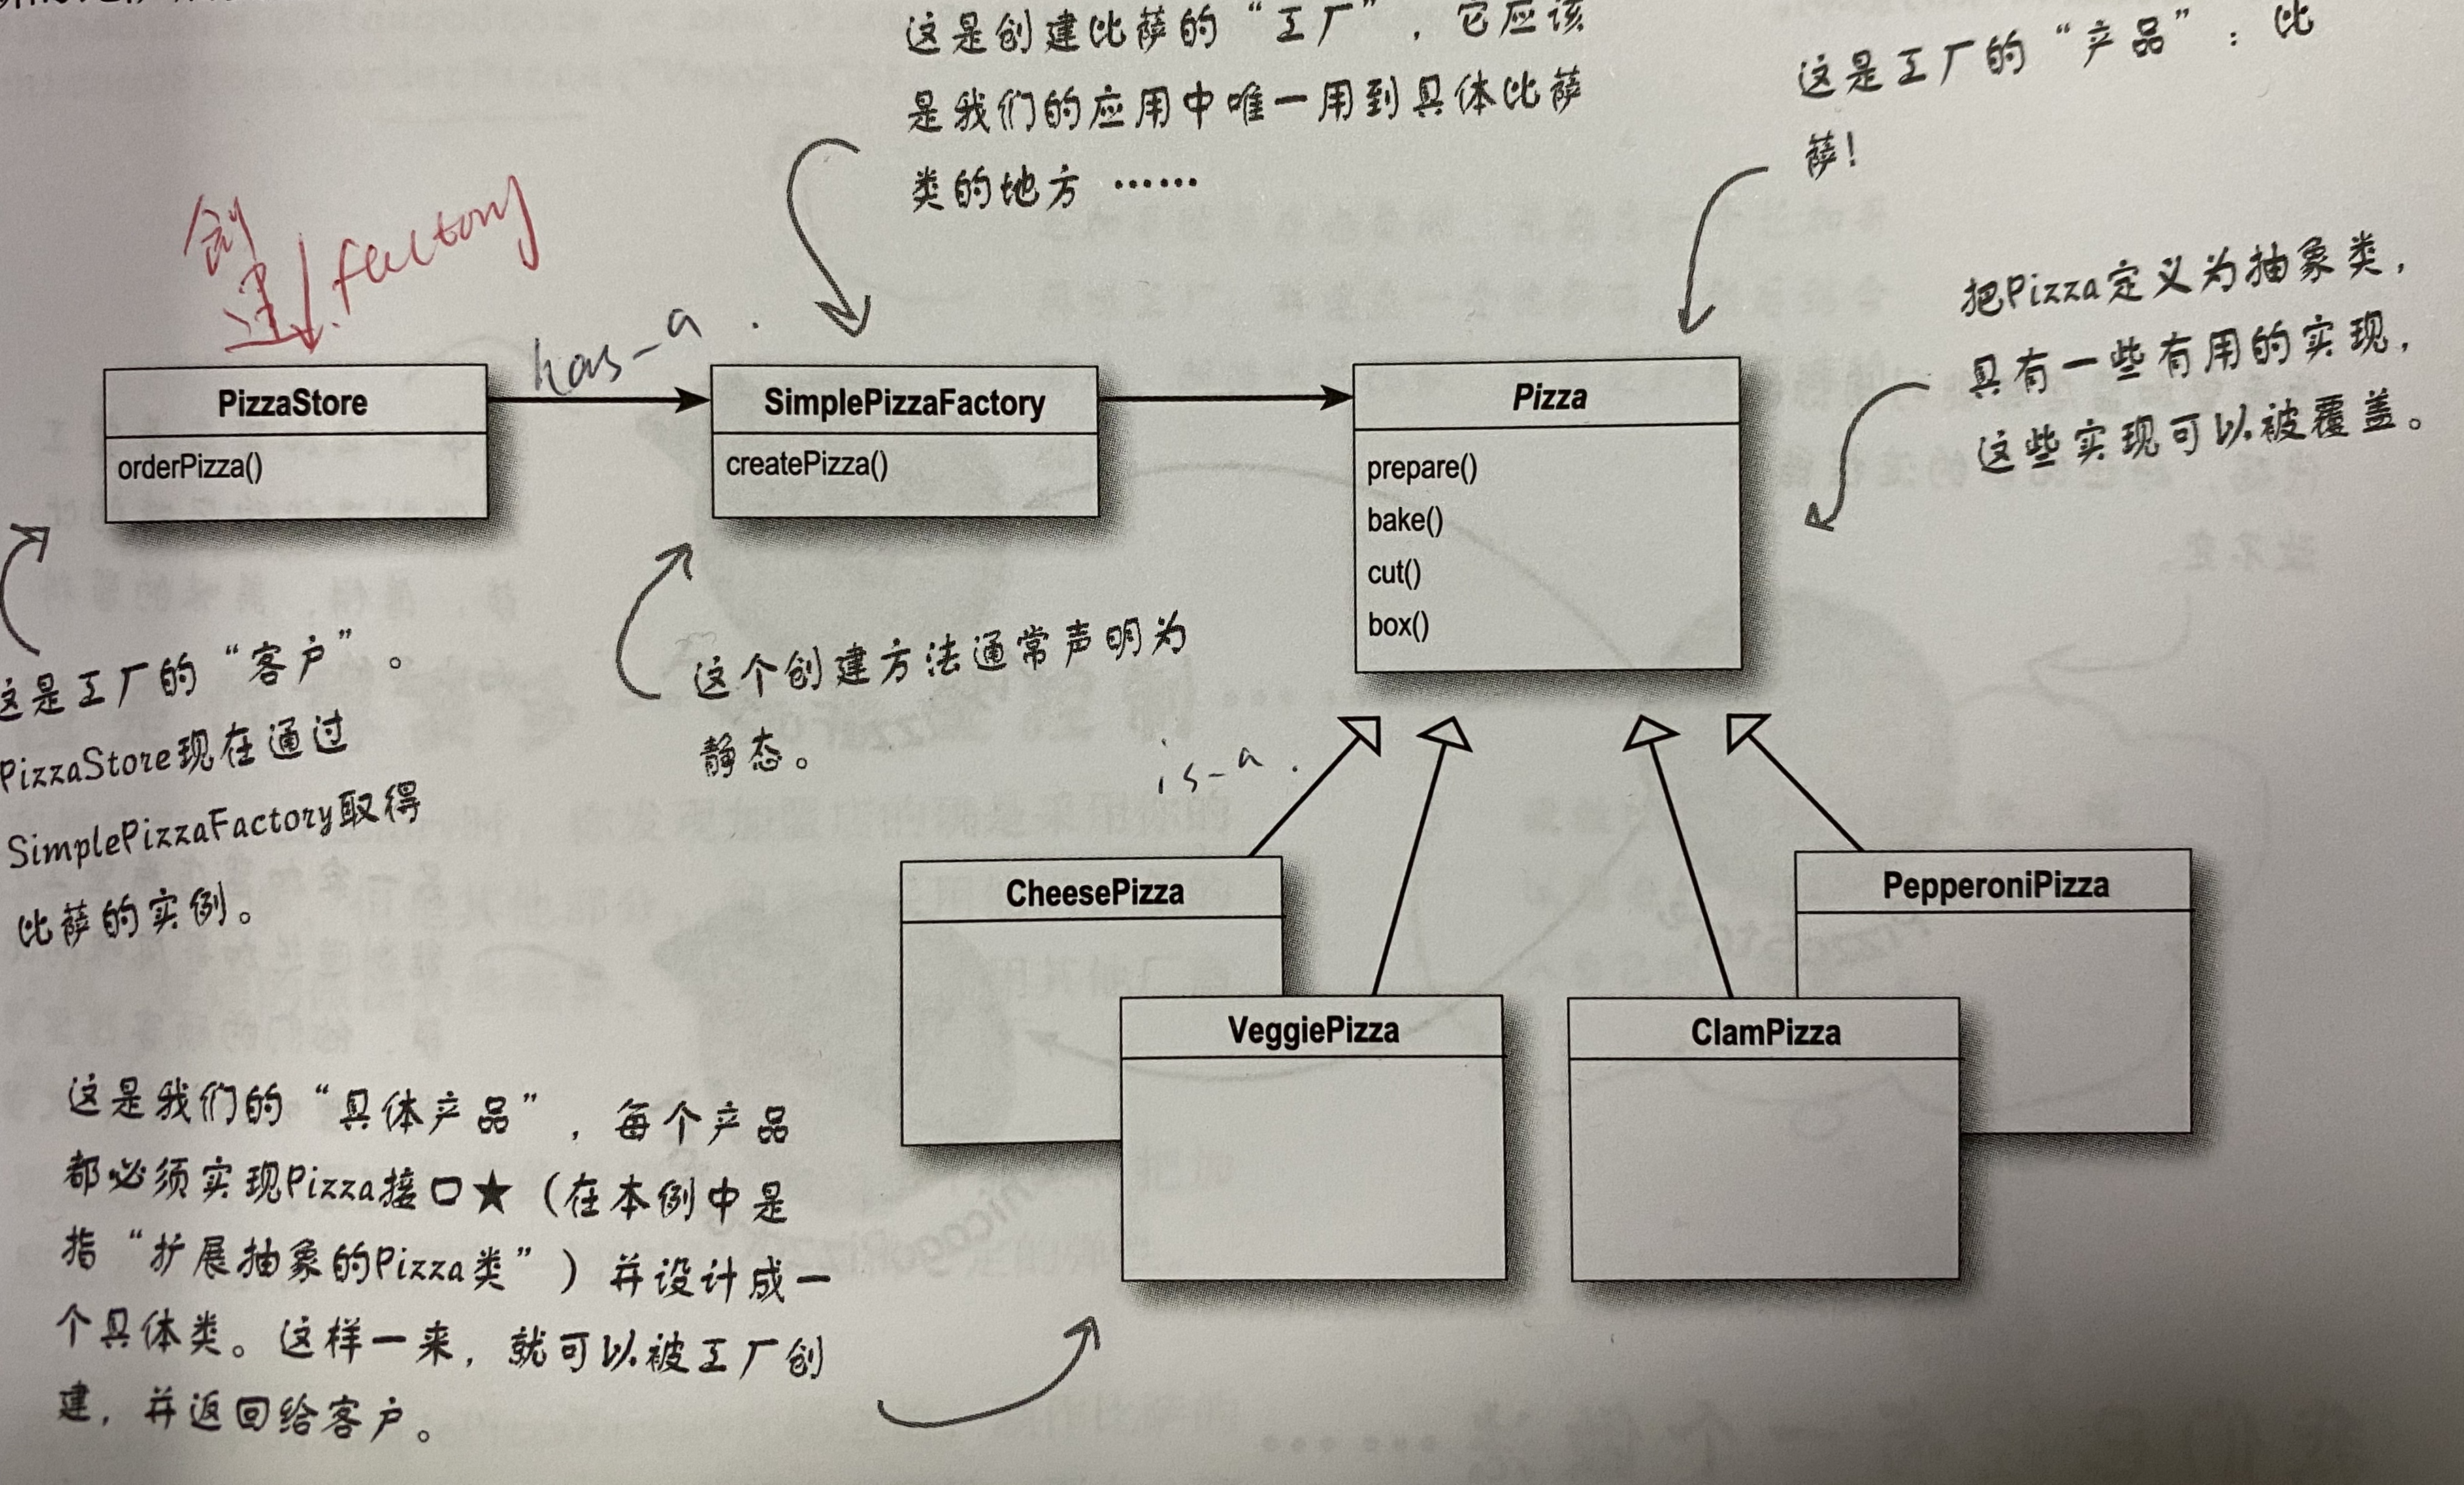 这是创建比萨的“工厂”，它应该
是我们的应用中唯一用到具体比萨
类的地方……
这是工厂的“产品”：比
萨！
把Pizza定义为抽象类，
具有一些有用的实现，
这些实现可以被覆盖。
创
建
factory
has-a.
PizzaStore
orderPizza()
SimplePizzaFactory
createPizza()
Pizza
prepare()
bake()
cut()
box()
这是工厂的“客户”。
PizzaStore现在通过
SimplePizzaFactory取得
比萨的实例。
这个创建方法通常声明为
静态。
is-a.
CheesePizza
VeggiePizza
ClamPizza
PepperoniPizza
这是我们的“具体产品”，每个产品
都必须实现Pizza接口★（在本例中是
指“扩展抽象的Pizza类”）并设计成一
个具体类。这样一来，就可以被工厂创
建，并返回给客户。